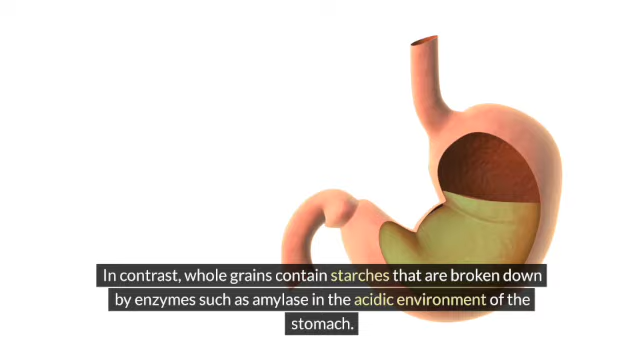 In contrast, whole grains contain starches that are broken down
by enzymes such as amylase in the acidic environment of the
stomach.